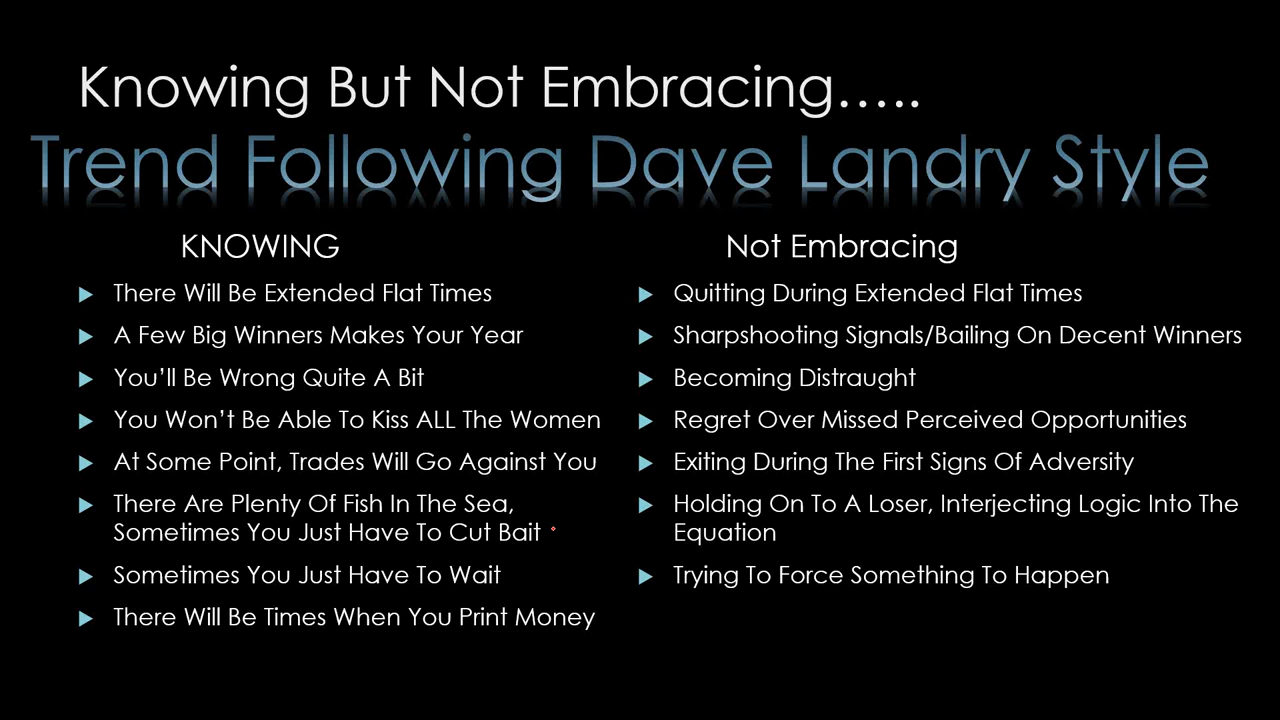 Knowing But Not Embracing…..
Trend Following Dave Landry Style
KNOWING
There Will Be Extended Flat Times
A Few Big Winners Makes Your Year
You’ll Be Wrong Quite A Bit
You Won’t Be Able To Kiss ALL The Women
At Some Point, Trades Will Go Against You
There Are Plenty Of Fish In The Sea,
Sometimes You Just Have To Cut Bait
Sometimes You Just Have To Wait
There Will Be Times When You Print Money
Not Embracing
Quitting During Extended Flat Times
Sharpshooting Signals/Bailing On Decent Winners
Becoming Distraught
Regret Over Missed Perceived Opportunities
Exiting During The First Signs Of Adversity
Holding On To A Loser, Interjecting Logic Into The
Equation
Trying To Force Something To Happen